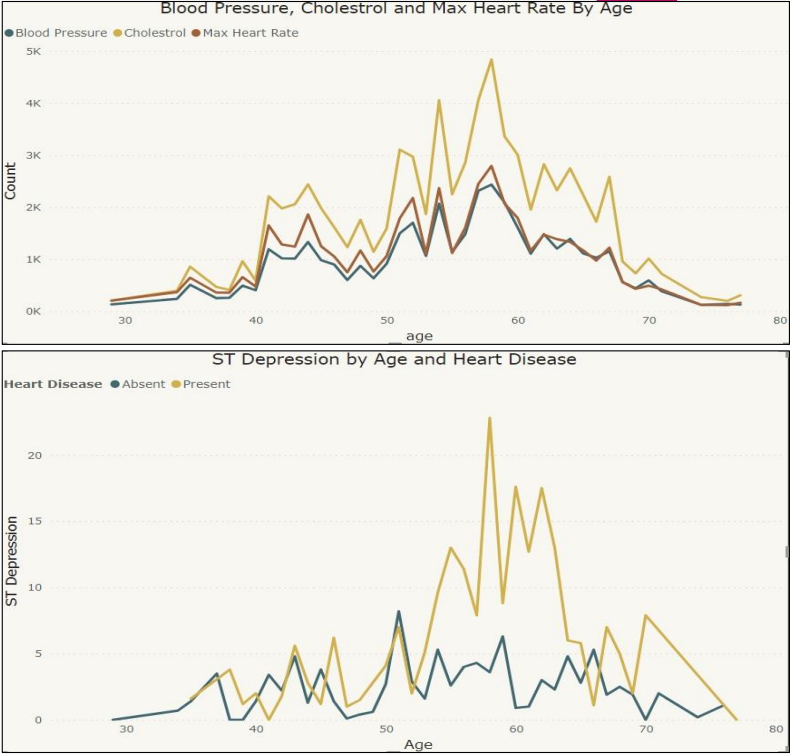 Blood Pressure, Cholestrol and Max Heart Rate By Age
Blood Pressure Cholestrol Max Heart Rate
5K
4K
3K
2K
1K
0K
Count
30 40 50 60 70 80
age
ST Depression by Age and Heart Disease
Heart Disease Absent Present
20
15
10
5
0
ST Depression
30 40 50 60 70 80
Age